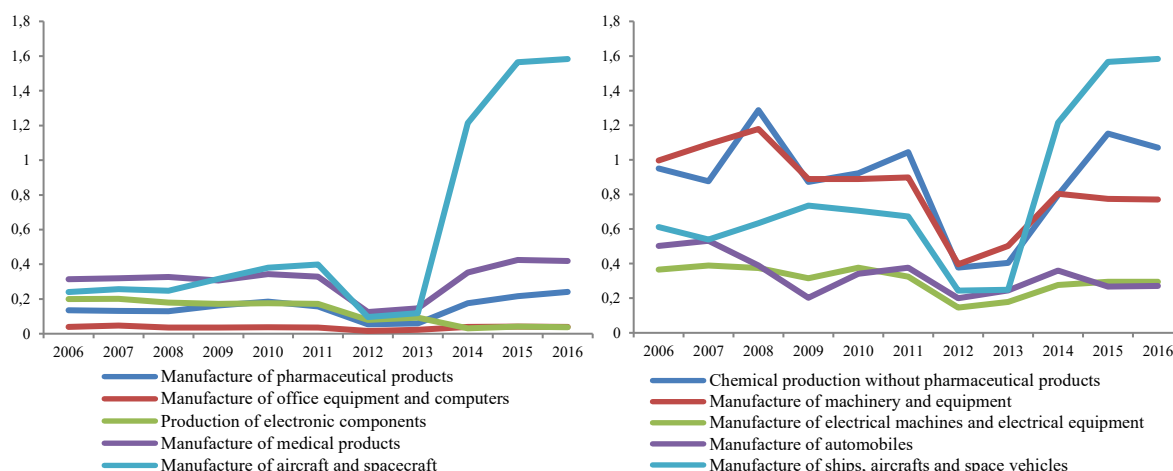 1,8
1,6
1,4
1,2
1
0,8
0,6
0,4
0,2
0
2006 2007 2008 2009 2010 2011 2012 2013 2014 2015 2016
Manufacture of pharmaceutical products
Manufacture of office equipment and computers
Production of electronic components
Manufacture of medical products
Manufacture of aircraft and spacecraft
1,8
1,6
1,4
1,2
1
0,8
0,6
0,4
0,2
0
2006 2007 2008 2009 2010 2011 2012 2013 2014 2015 2016
Chemical production without pharmaceutical products
Manufacture of machinery and equipment
Manufacture of electrical machines and electrical equipment
Manufacture of automobiles
Manufacture of ships, aircrafts and space vehicles